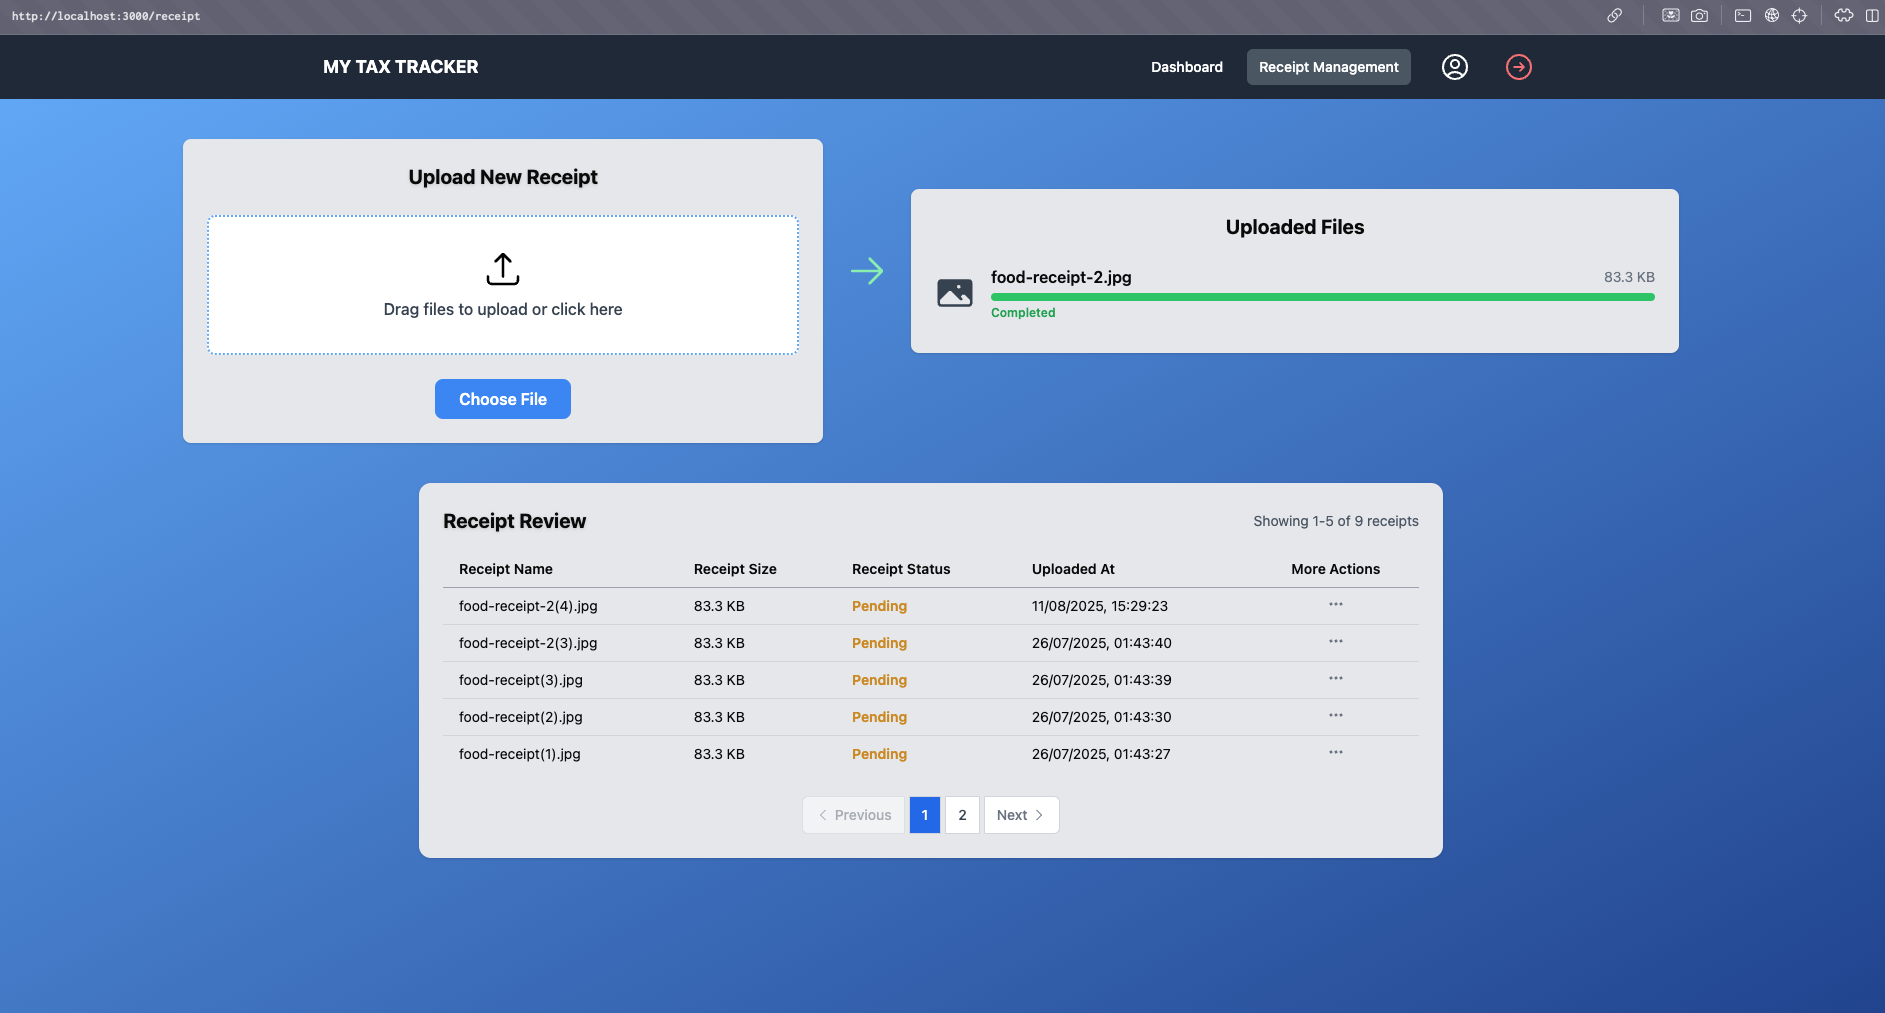 http://localhost:3000/receipt
MY TAX TRACKER
Dashboard
Receipt Management
Upload New Receipt
Drag files to upload or click here
Choose File
Uploaded Files
food-receipt-2.jpg 83.3 KB
Completed
Receipt Review
Showing 1-5 of 9 receipts
Receipt Name Receipt Size Receipt Status Uploaded At More Actions
food-receipt-2(4).jpg 83.3 KB Pending 11/08/2025, 15:29:23 ···
food-receipt-2(3).jpg 83.3 KB Pending 26/07/2025, 01:43:40 ···
food-receipt(3).jpg 83.3 KB Pending 26/07/2025, 01:43:39 ···
food-receipt(2).jpg 83.3 KB Pending 26/07/2025, 01:43:30 ···
food-receipt(1).jpg 83.3 KB Pending 26/07/2025, 01:43:27 ···
Previous 1 2 Next